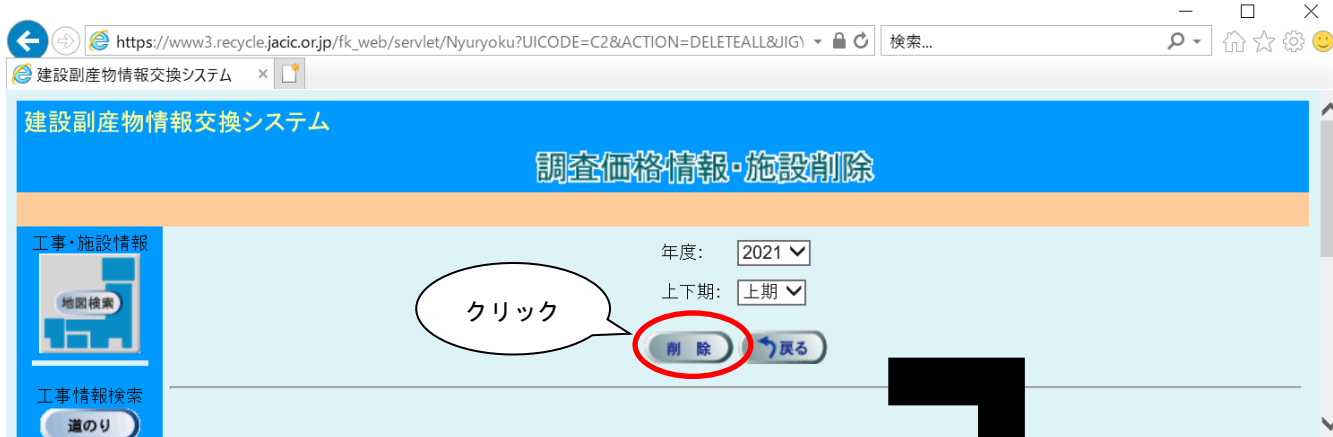 https://www3.recycle.jacic.or.jp/fk_web/servlet/Nyuryoku?UICODE=C2&ACTION=DELETEALL&JIG
検索...
建設副産物情報交換システム
建設副産物情報交換システム
調査価格情報・施設削除
工事・施設情報
地図検索
年度: 2021
上下期: 上期
クリック
削 除 戻る
工事情報検索
道のり